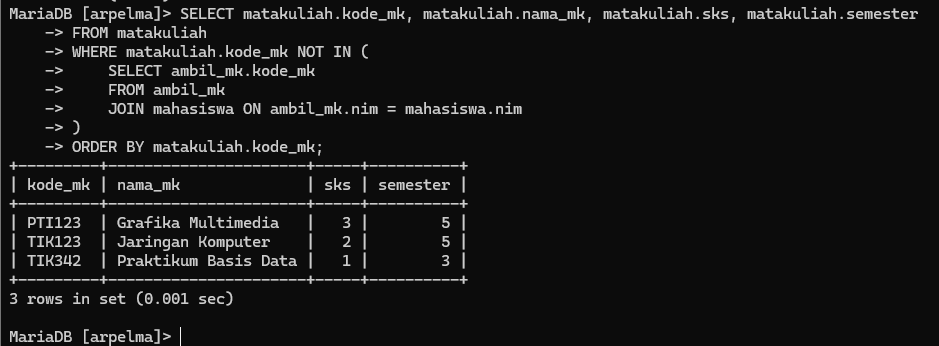 MariaDB [arpelma]> SELECT matakuliah.kode_mk, matakuliah.nama_mk, matakuliah.sks, matakuliah.semester
    -> FROM matakuliah
    -> WHERE matakuliah.kode_mk NOT IN (
    ->     SELECT ambil_mk.kode_mk
    ->     FROM ambil_mk
    ->     JOIN mahasiswa ON ambil_mk.nim = mahasiswa.nim
    -> )
    -> ORDER BY matakuliah.kode_mk;
+---------+----------------------+-----+----------+
| kode_mk | nama_mk              | sks | semester |
+---------+----------------------+-----+----------+
| PTI123  | Grafika Multimedia   |   3 |        5 |
| TIK123  | Jaringan Komputer    |   2 |        5 |
| TIK342  | Praktikum Basis Data |   1 |        3 |
+---------+----------------------+-----+----------+
3 rows in set (0.001 sec)
MariaDB [arpelma]>